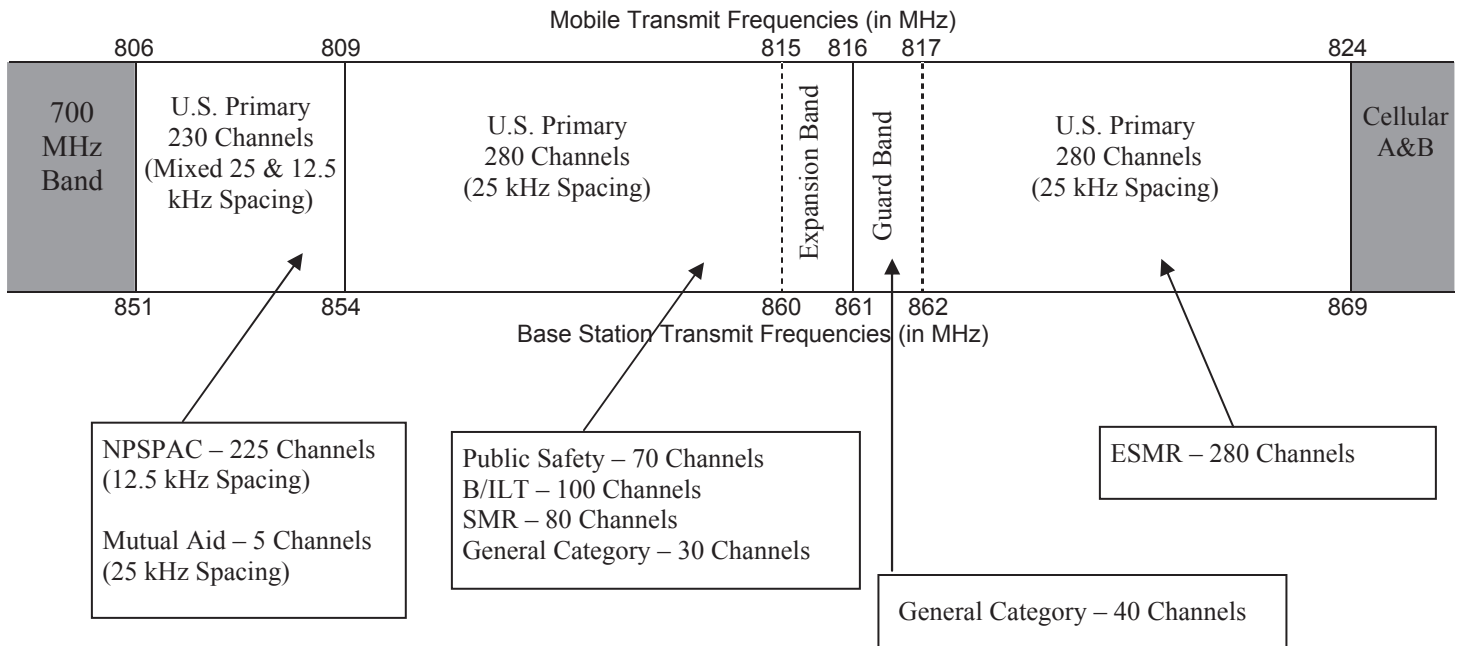 Mobile Transmit Frequencies (in MHz)
806 809 815 816 817 824
700
MHz
Band
U.S. Primary
230 Channels
(Mixed 25 & 12.5
kHz Spacing)
U.S. Primary
280 Channels
(25 kHz Spacing)
Expansion Band
Guard Band
U.S. Primary
280 Channels
(25 kHz Spacing)
Cellular
A&B
851 854 860 861 862 869
Base Station Transmit Frequencies (in MHz)
NPSPAC – 225 Channels
(12.5 kHz Spacing)
Mutual Aid – 5 Channels
(25 kHz Spacing)
Public Safety – 70 Channels
B/ILT – 100 Channels
SMR – 80 Channels
General Category – 30 Channels
ESMR – 280 Channels
General Category – 40 Channels